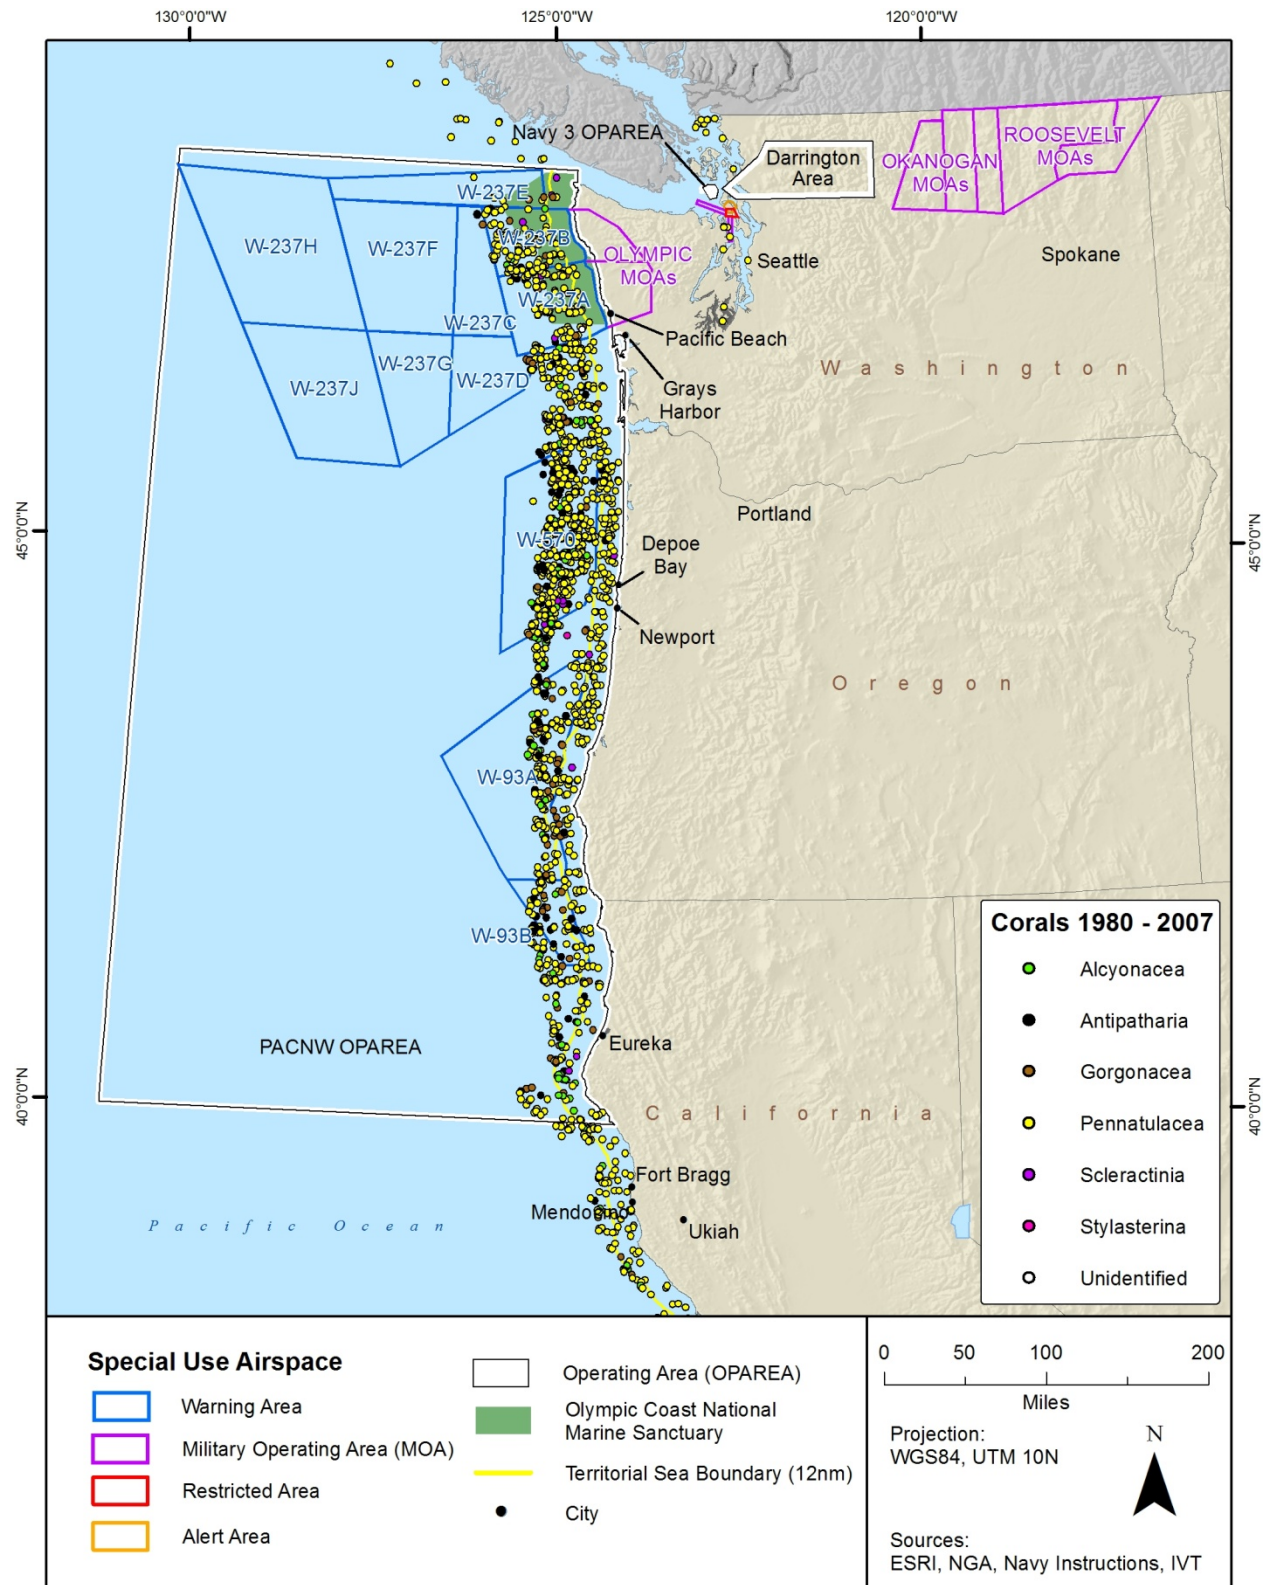 130°0'0"W
125°0'0"W
120°0'0"W
Navy 3 OPAREA
Darrington
Area
OKANOGAN
MOAs
ROOSEVELT
MOAs
W-237E
W-237H
W-237F
W-237B
OLYMPIC
MOAs
Seattle
Spokane
W-237A
W-237C
Pacific Beach
W-237G
W-237D
W-237J
Grays
Harbor
Washington
Portland
45°0'0"N
45°0'0"N
W-570
Depoe
Bay
Newport
Oregon
W-93A
W-93B
PACNW OPAREA
Eureka
40°0'0"N
40°0'0"N
California
Fort Bragg
Mendocino
Ukiah
Pacific Ocean
Corals 1980 - 2007
Alcyonacea
Antipatharia
Gorgonacea
Pennatulacea
Scleractinia
Stylasterina
Unidentified
Special Use Airspace
Warning Area
Military Operating Area (MOA)
Restricted Area
Alert Area
Operating Area (OPAREA)
Olympic Coast National
Marine Sanctuary
Territorial Sea Boundary (12nm)
City
0 50 100 200
Miles
Projection:
WGS84, UTM 10N
N
Sources:
ESRI, NGA, Navy Instructions, IVT